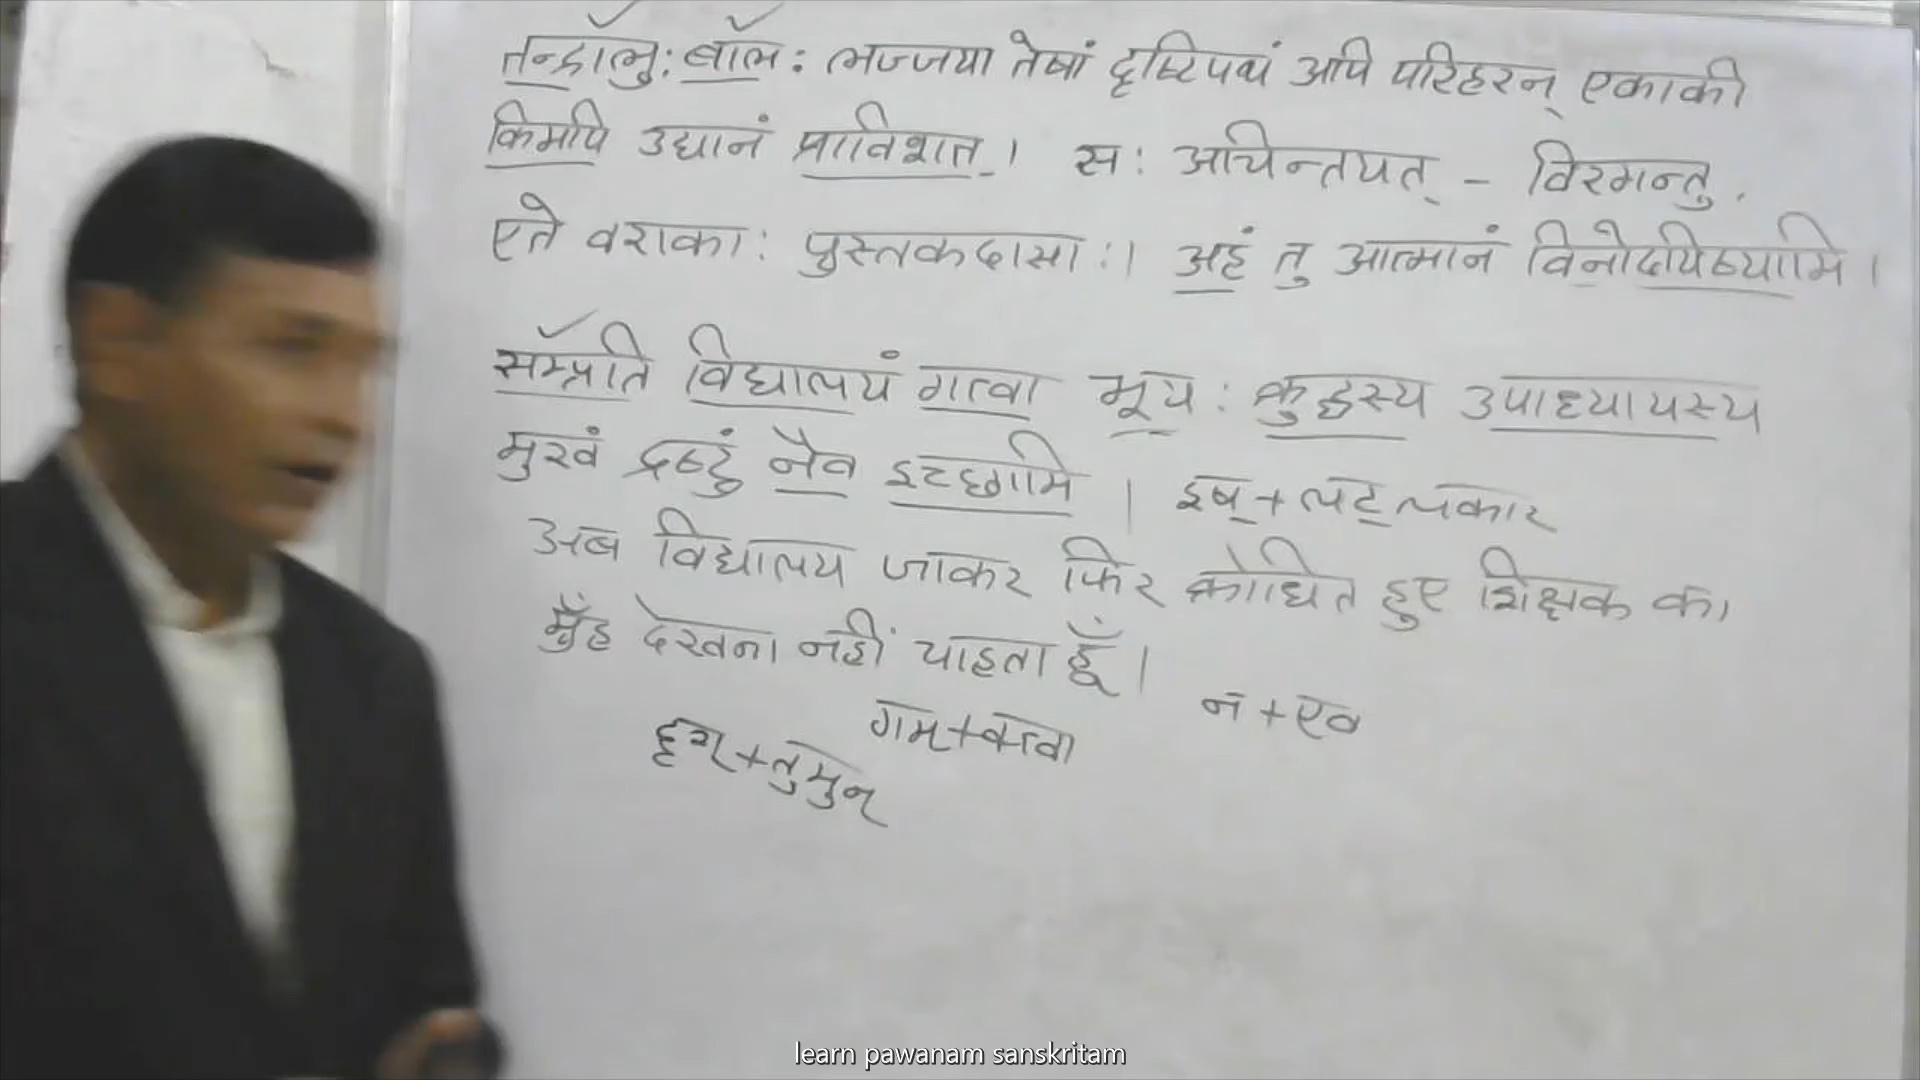 तन्द्रालु: बाल: लज्जया तेषां दृष्टिपथं अपि परिहरन् एकाकी
किमपि उद्यानं प्राविशत् । स: अचिन्तयत् – विरमन्तु
एते वराका: पुस्तकदासा: । अहं तु आत्मानं विनोदयिष्यामि ।
सम्प्रति विद्यालयं गत्वा भूय: क्रुद्धस्य उपाध्यायस्य
मुखं द्रष्टुं नैव इच्छामि । इष् + लट् लकार
अब विद्यालय जाकर फिर क्रोधित हुए शिक्षक का
मुँह देखना नहीं चाहता हूँ । न + एव
दृश् + तुमुन् गम् + क्त्वा
learn pawanam sanskritam